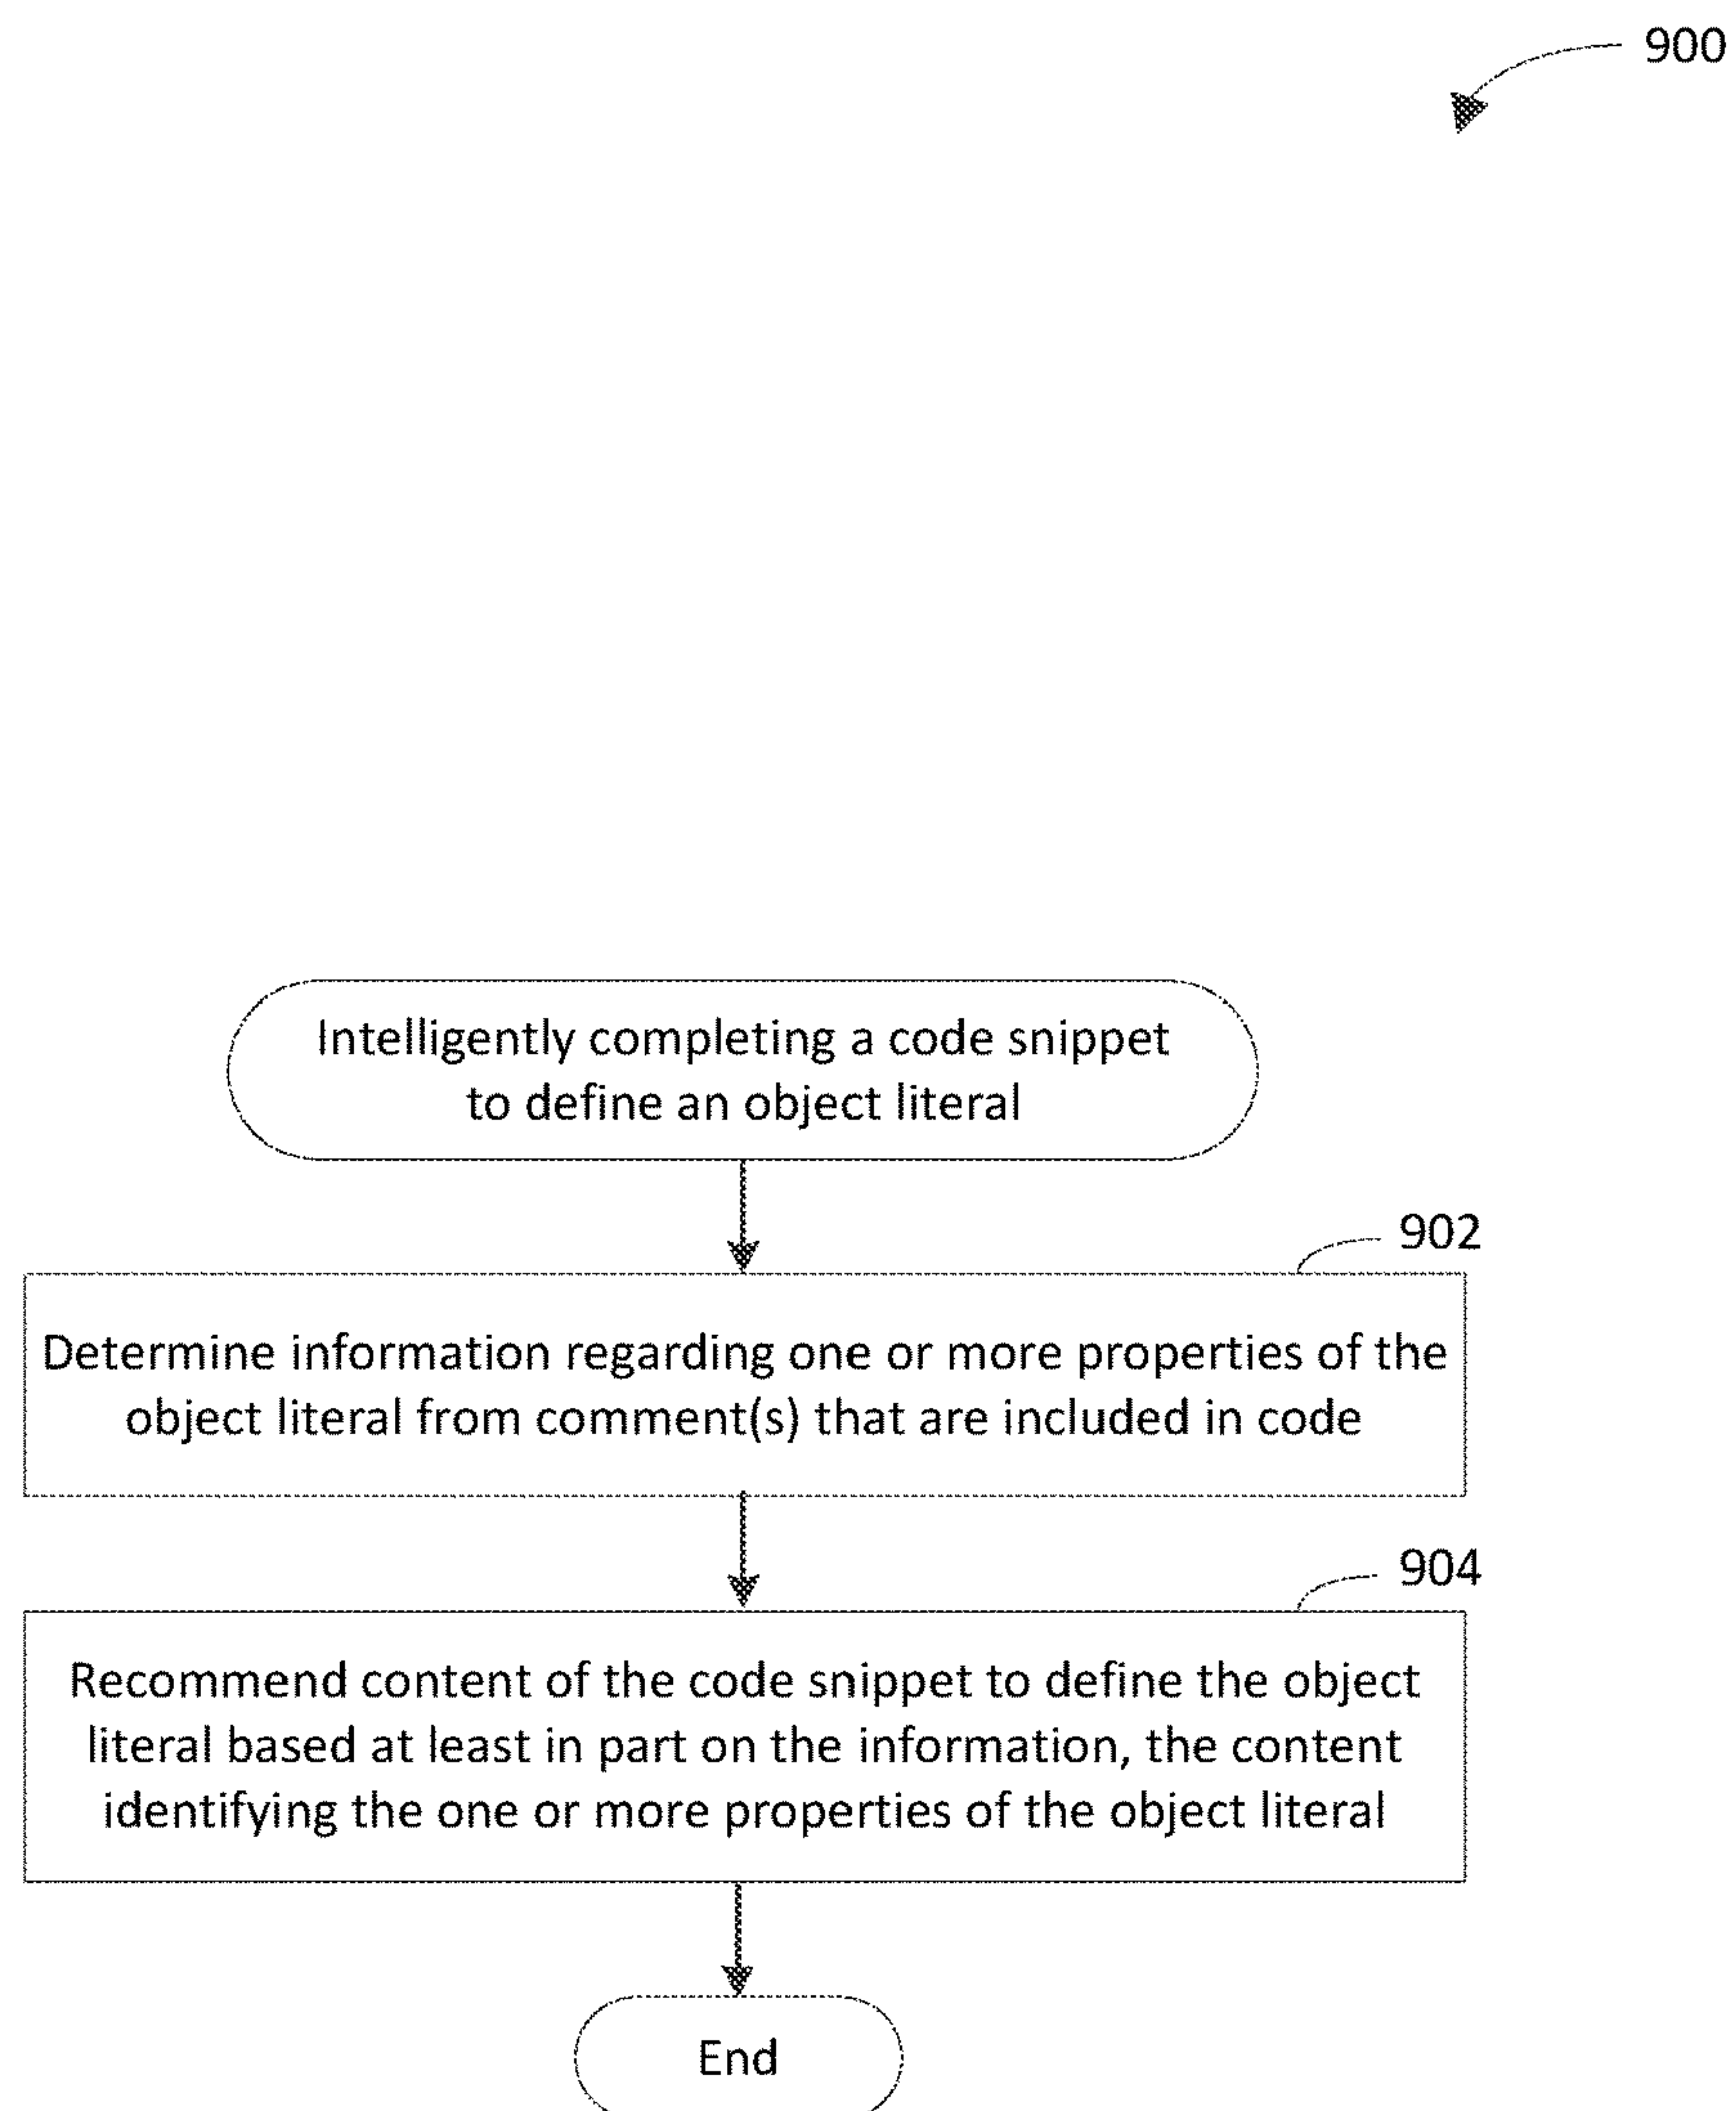 900
Intelligently completing a code snippet
to define an object literal
902
Determine information regarding one or more properties of the
object literal from comment(s) that are included in code
904
Recommend content of the code snippet to define the object
literal based at least in part on the information, the content
identifying the one or more properties of the object literal
End